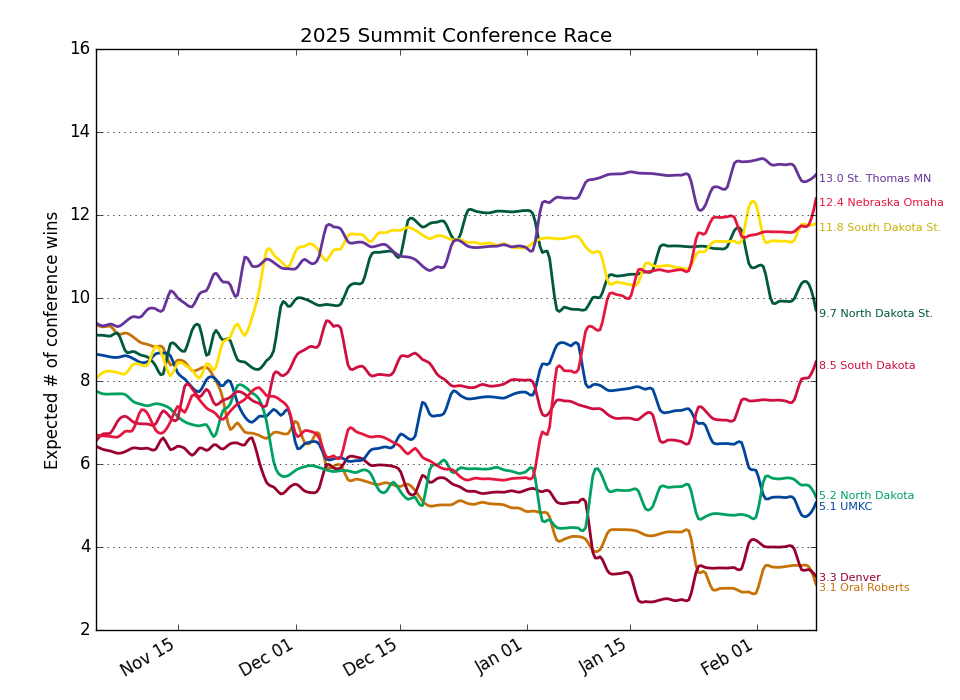 2025 Summit Conference Race
Expected # of conference wins
16
14
12
10
8
6
4
2
Nov 15
Dec 01
Dec 15
Jan 01
Jan 15
Feb 01
13.0 St. Thomas MN
12.4 Nebraska Omaha
11.8 South Dakota St.
9.7 North Dakota St.
8.5 South Dakota
5.2 North Dakota
5.1 UMKC
3.3 Denver
3.1 Oral Roberts